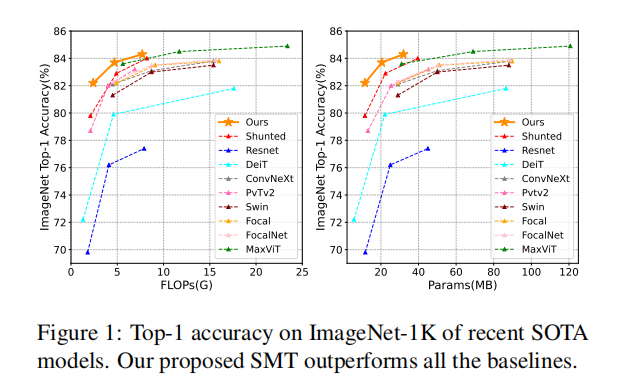 86
84
82
80
78
76
74
72
70
ImageNet Top-1 Accuracy(%)
0
5
10
15
20
25
FLOPs(G)
Ours
Shunted
Resnet
DeiT
ConvNeXt
PvTv2
Swin
Focal
FocalNet
MaxViT
86
84
82
80
78
76
74
72
70
ImageNet Top-1 Accuracy(%)
20
40
60
80
100
120
Params(MB)
Ours
Shunted
Resnet
DeiT
ConvNeXt
Pvtv2
Swin
Focal
FocalNet
MaxViT
Figure 1: Top-1 accuracy on ImageNet-1K of recent SOTA
models. Our proposed SMT outperforms all the baselines.